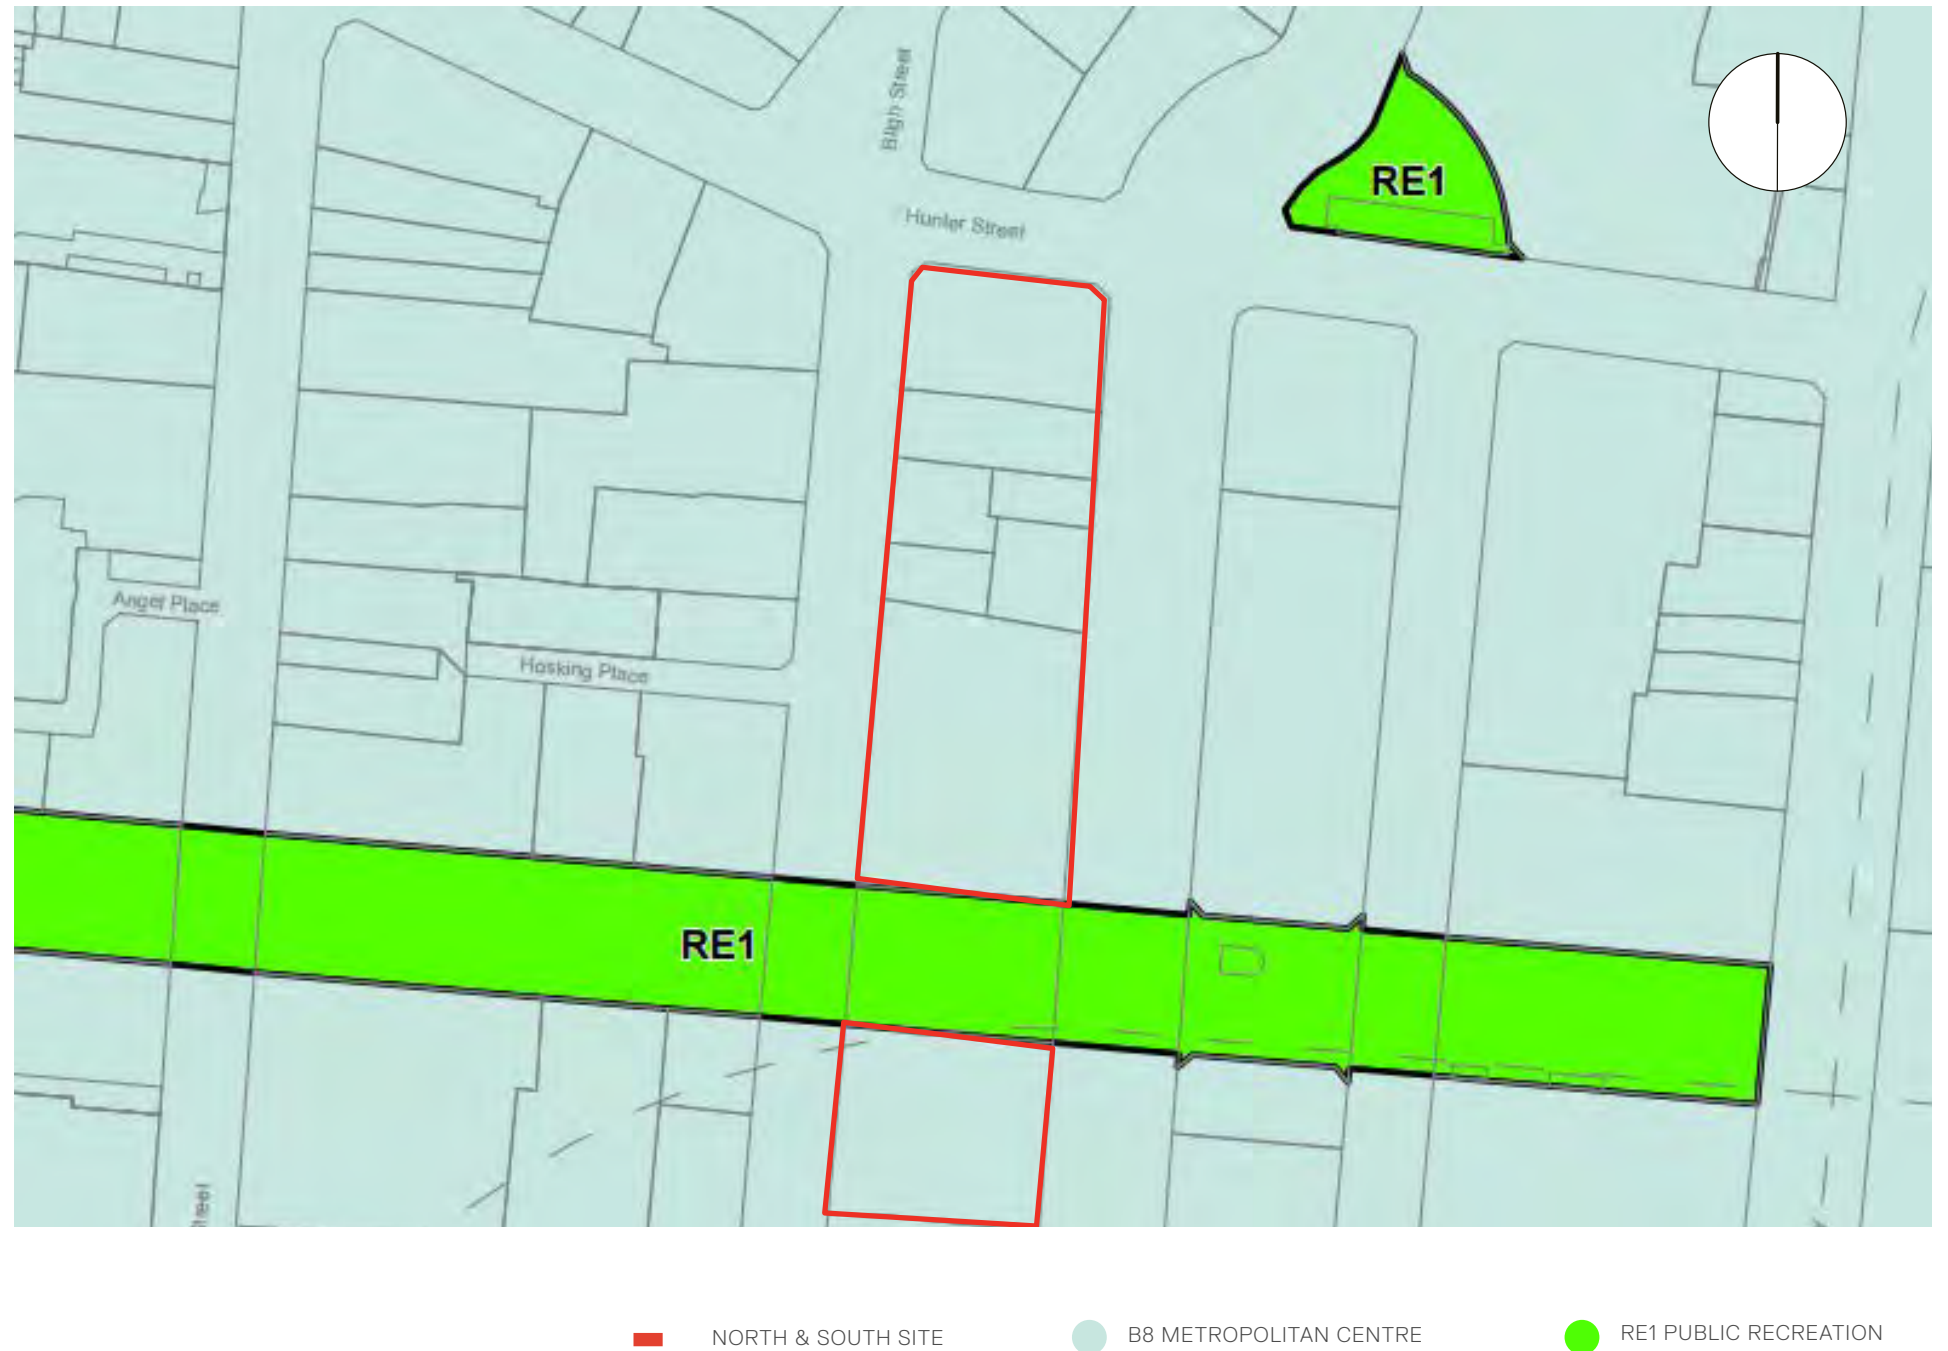 Bligh Street
RE1
Hunter Street
Angel Place
Hosking Place
RE1
NORTH & SOUTH SITE
B8 METROPOLITAN CENTRE
RE1 PUBLIC RECREATION